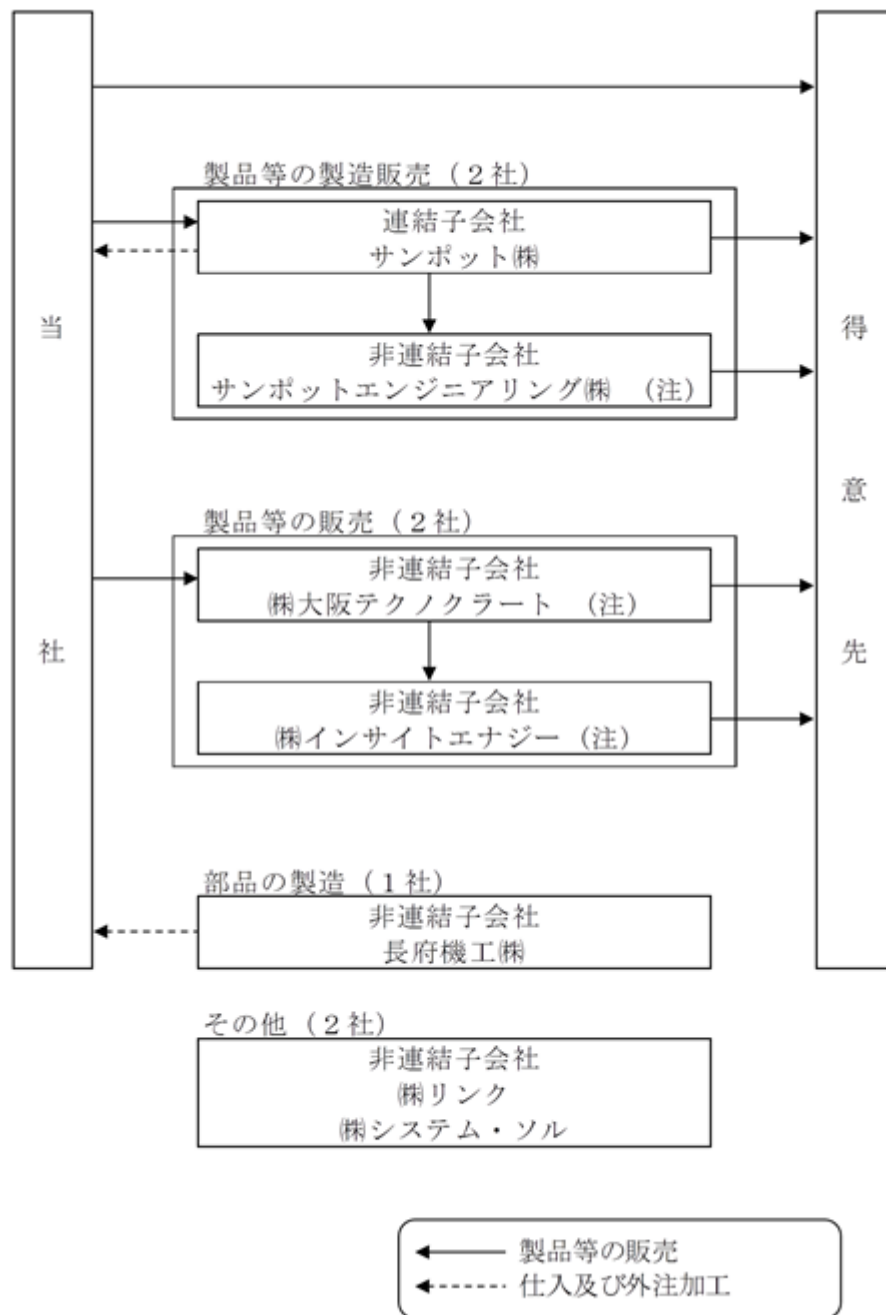 製品等の製造販売(２社)
連結子会社
サンポット㈱
非連結子会社
サンポットエンジニアリング㈱ (注)
当社
得意先
製品等の販売(２社)
非連結子会社
㈱大阪テクノクラート (注)
非連結子会社
㈱インサイトエナジー(注)
部品の製造(１社)
非連結子会社
長府機工㈱
その他(２社)
非連結子会社
㈱リンク
㈱システム・ソル
製品等の販売
仕入及び外注加工